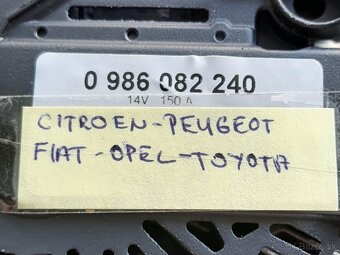 0 986 082 240
14V 150 A
CITROEN-PEUGEOT
FIAT-OPEL-TOYOTA